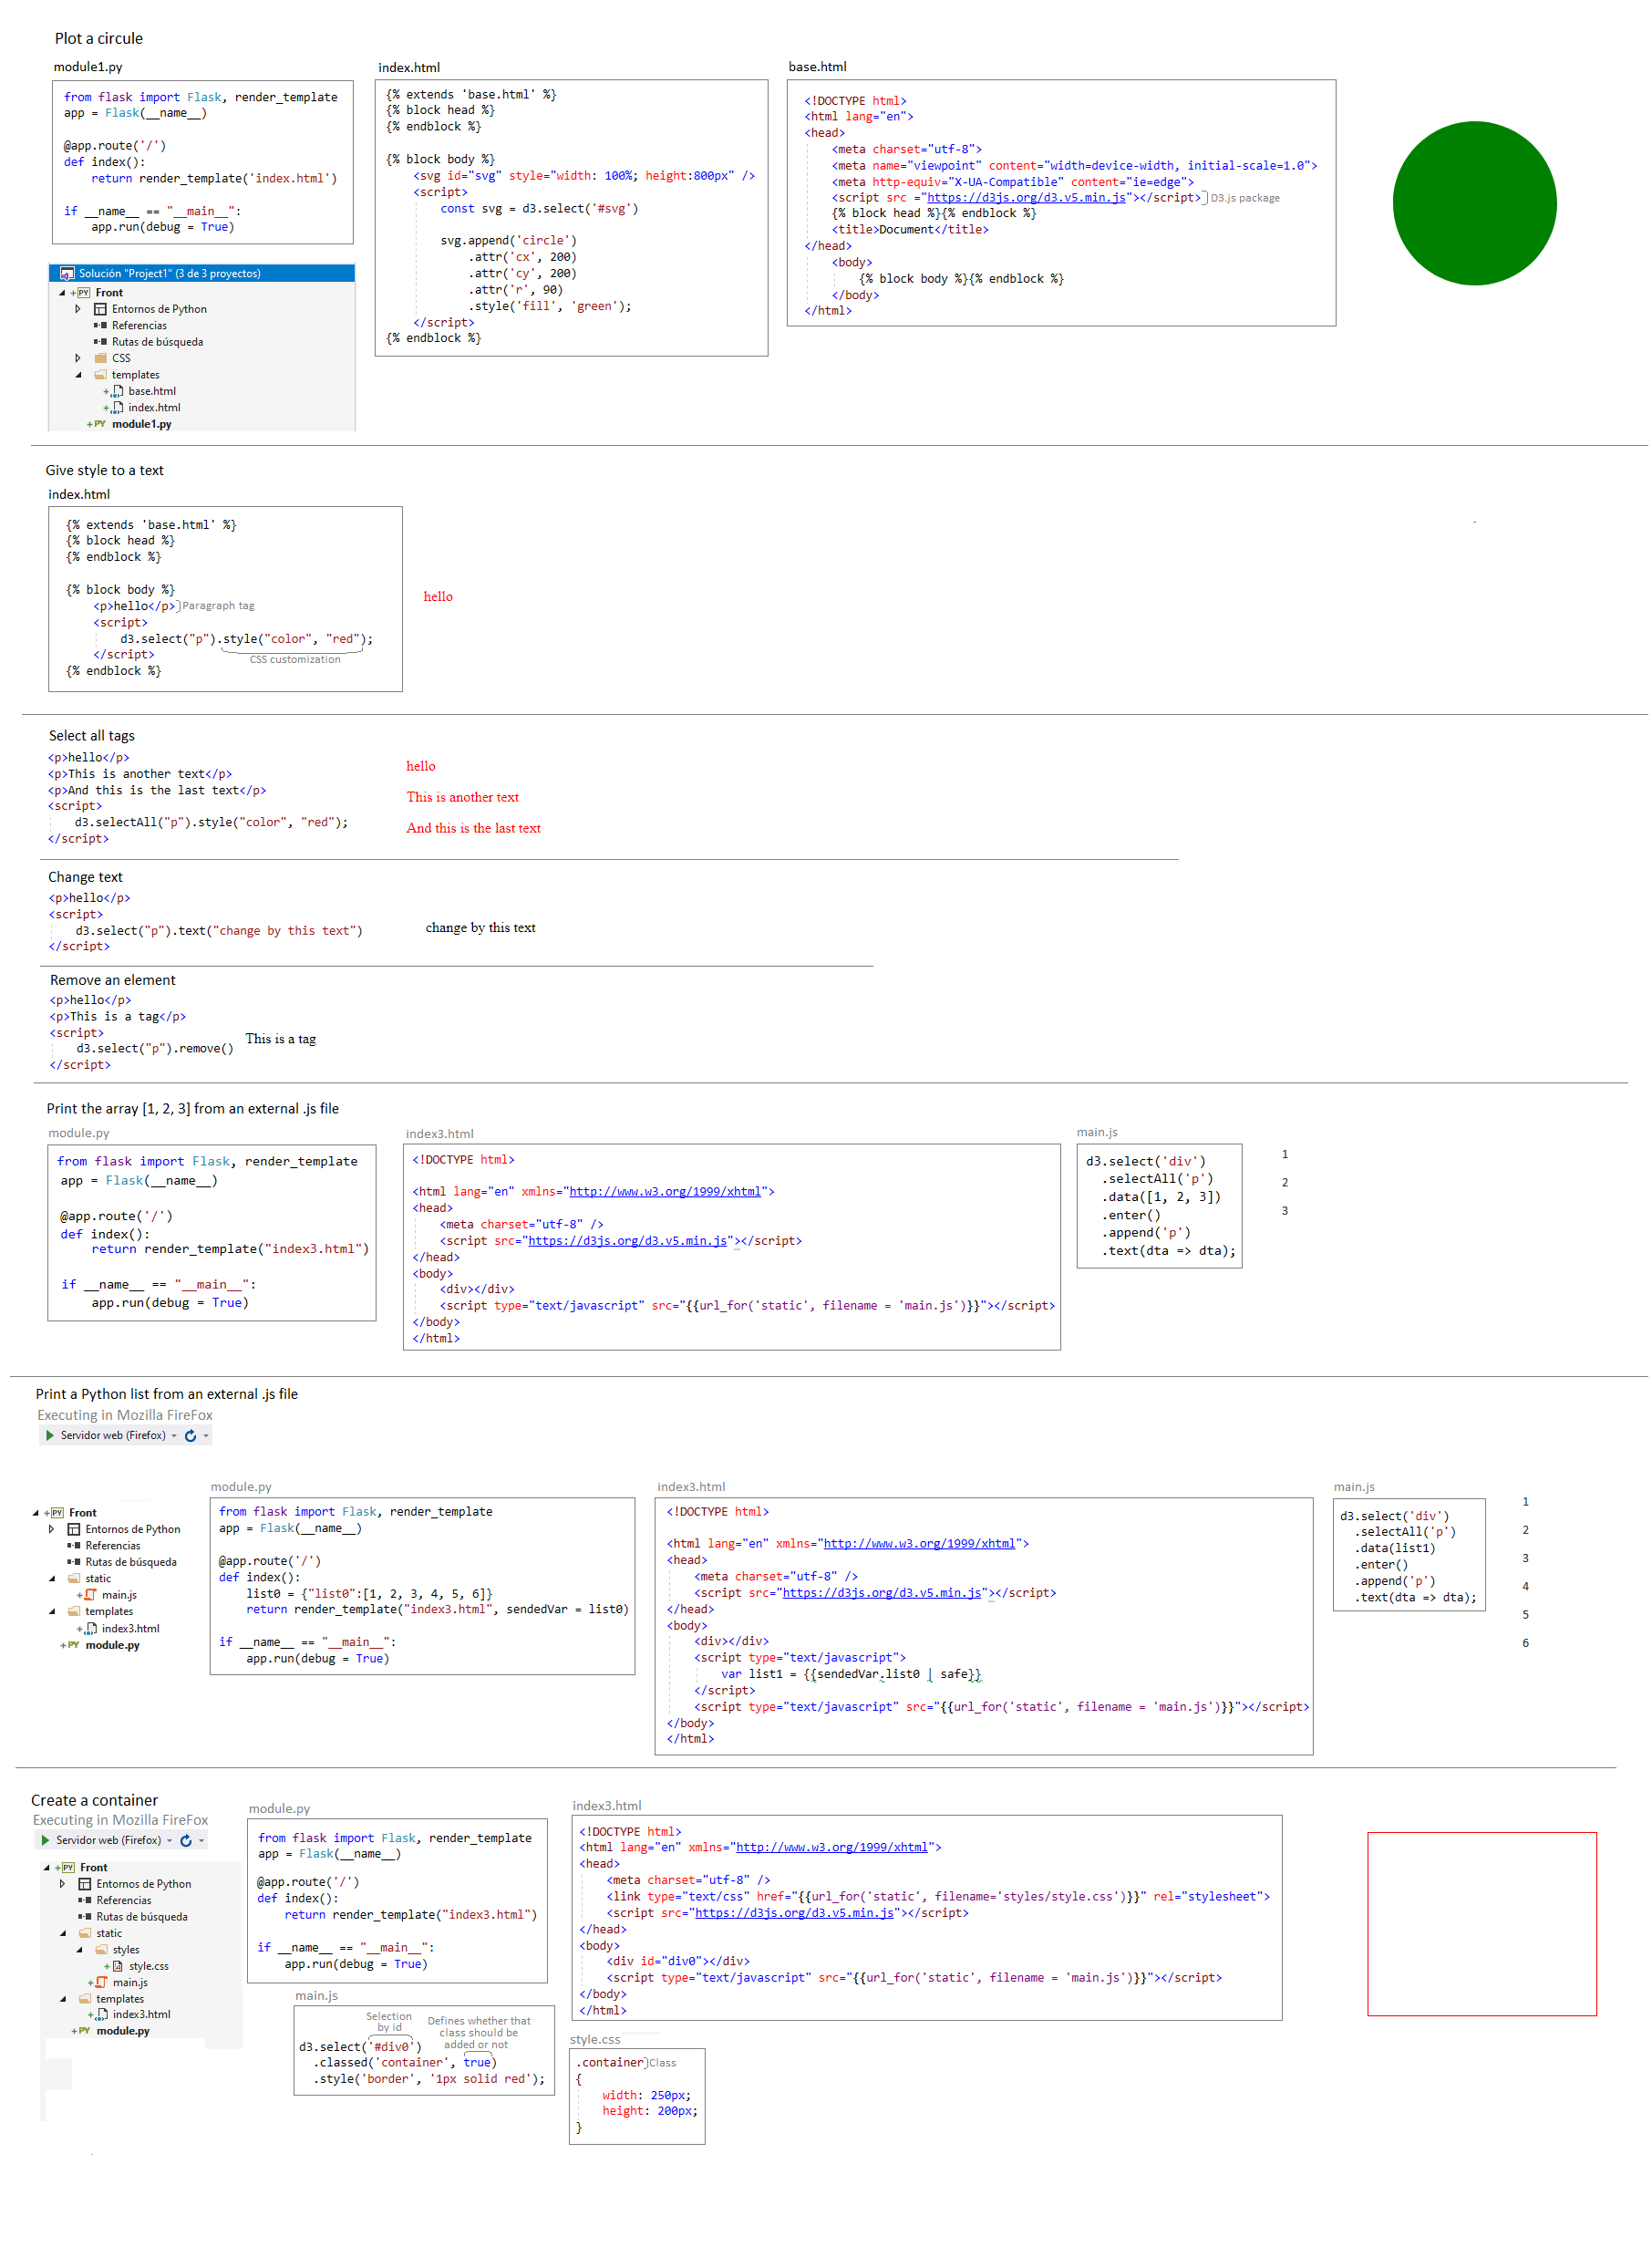 Plot a circule
module1.py
from flask import Flask, render_template
app = Flask(__name__)
@app.route('/')
def index():
    return render_template('index.html')
if __name__ == "__main__":
    app.run(debug = True)
Solución "Project1" (3 de 3 proyectos)
Front
Entornos de Python
Referencias
Rutas de búsqueda
CSS
templates
base.html
index.html
module1.py
index.html
{% extends 'base.html' %}
{% block head %}
{% endblock %}
{% block body %}
    <svg id="svg" style="width: 100%; height:800px" />
    <script>
        const svg = d3.select('#svg')
        svg.append('circle')
            .attr('cx', 200)
            .attr('cy', 200)
            .attr('r', 90)
            .style('fill', 'green');
    </script>
{% endblock %}
base.html
<!DOCTYPE html>
<html lang="en">
<head>
    <meta charset="utf-8">
    <meta name="viewpoint" content="width=device-width, initial-scale=1.0">
    <meta http-equiv="X-UA-Compatible" content="ie=edge">
    <script src ="https://d3js.org/d3.v5.min.js"></script> D3.js package
    {% block head %}{% endblock %}
    <title>Document</title>
</head>
    <body>
        {% block body %}{% endblock %}
    </body>
</html>
Give style to a text
index.html
{% extends 'base.html' %}
{% block head %}
{% endblock %}
{% block body %}
    <p>hello</p> Paragraph tag
    <script>
        d3.select("p").style("color", "red");
    </script>
CSS customization
{% endblock %}
hello
Select all tags
<p>hello</p>
<p>This is another text</p>
<p>And this is the last text</p>
<script>
    d3.selectAll("p").style("color", "red");
</script>
hello
This is another text
And this is the last text
Change text
<p>hello</p>
<script>
    d3.select("p").text("change by this text")
</script>
change by this text
Remove an element
<p>hello</p>
<p>This is a tag</p>
<script>
    d3.select("p").remove()
</script>
This is a tag
Print the array [1, 2, 3] from an external .js file
module.py
from flask import Flask, render_template
app = Flask(__name__)
@app.route('/')
def index():
    return render_template("index3.html")
if __name__ == "__main__":
    app.run(debug = True)
index3.html
<!DOCTYPE html>
<html lang="en" xmlns="http://www.w3.org/1999/xhtml">
<head>
    <meta charset="utf-8" />
    <script src="https://d3js.org/d3.v5.min.js"></script>
</head>
<body>
    <div></div>
    <script type="text/javascript" src="{{url_for('static', filename = 'main.js')}}"></script>
</body>
</html>
main.js
d3.select('div')
  .selectAll('p')
  .data([1, 2, 3])
  .enter()
  .append('p')
  .text(dta => dta);
1
2
3
Print a Python list from an external .js file
Executing in Mozilla FireFox
Servidor web (Firefox)
Front
Entornos de Python
Referencias
Rutas de búsqueda
static
main.js
templates
index3.html
module.py
module.py
from flask import Flask, render_template
app = Flask(__name__)
@app.route('/')
def index():
    list0 = {"list0":[1, 2, 3, 4, 5, 6]}
    return render_template("index3.html", sendedVar = list0)
if __name__ == "__main__":
    app.run(debug = True)
index3.html
<!DOCTYPE html>
<html lang="en" xmlns="http://www.w3.org/1999/xhtml">
<head>
    <meta charset="utf-8" />
    <script src="https://d3js.org/d3.v5.min.js"></script>
</head>
<body>
    <div></div>
    <script type="text/javascript">
        var list1 = {{sendedVar.list0 | safe}}
    </script>
    <script type="text/javascript" src="{{url_for('static', filename = 'main.js')}}"></script>
</body>
</html>
main.js
d3.select('div')
  .selectAll('p')
  .data(list1)
  .enter()
  .append('p')
  .text(dta => dta);
1
2
3
4
5
6
Create a container
Executing in Mozilla FireFox
Servidor web (Firefox)
Front
Entornos de Python
Referencias
Rutas de búsqueda
static
styles
style.css
main.js
templates
index3.html
module.py
module.py
from flask import Flask, render_template
app = Flask(__name__)
@app.route('/')
def index():
    return render_template("index3.html")
if __name__ == "__main__":
    app.run(debug = True)
index3.html
<!DOCTYPE html>
<html lang="en" xmlns="http://www.w3.org/1999/xhtml">
<head>
    <meta charset="utf-8" />
    <link type="text/css" href="{{url_for('static', filename='styles/style.css')}}" rel="stylesheet">
    <script src="https://d3js.org/d3.v5.min.js"></script>
</head>
<body>
    <div id="div0"></div>
    <script type="text/javascript" src="{{url_for('static', filename = 'main.js')}}"></script>
</body>
</html>
main.js
Selection
by id
Defines whether that
class should be
added or not
d3.select('#div0')
  .classed('container', true)
  .style('border', '1px solid red');
style.css
.container Class
{
    width: 250px;
    height: 200px;
}